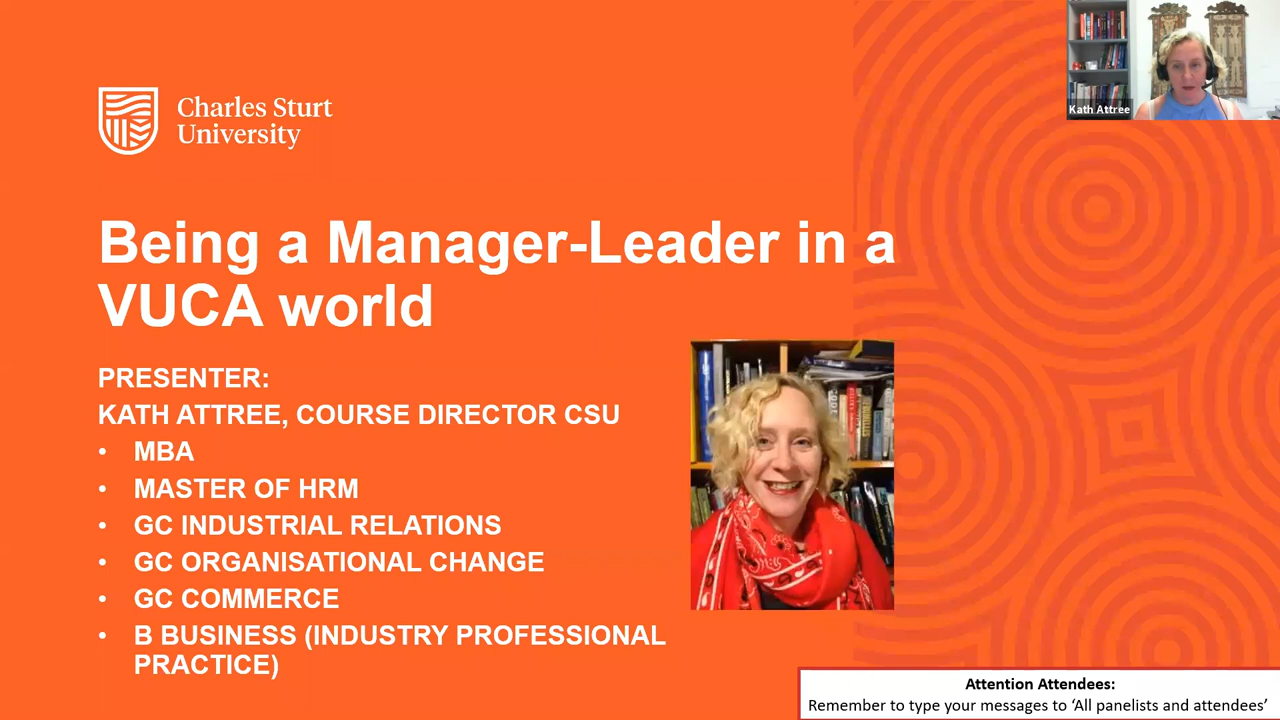 Charles Sturt
University
Kath Attree
Being a Manager-Leader in a
VUCA world
PRESENTER:
KATH ATTREE, COURSE DIRECTOR CSU
• MBA
• MASTER OF HRM
• GC INDUSTRIAL RELATIONS
• GC ORGANISATIONAL CHANGE
• GC COMMERCE
• B BUSINESS (INDUSTRY PROFESSIONAL
PRACTICE)
Attention Attendees:
Remember to type your messages to ‘All panelists and attendees’